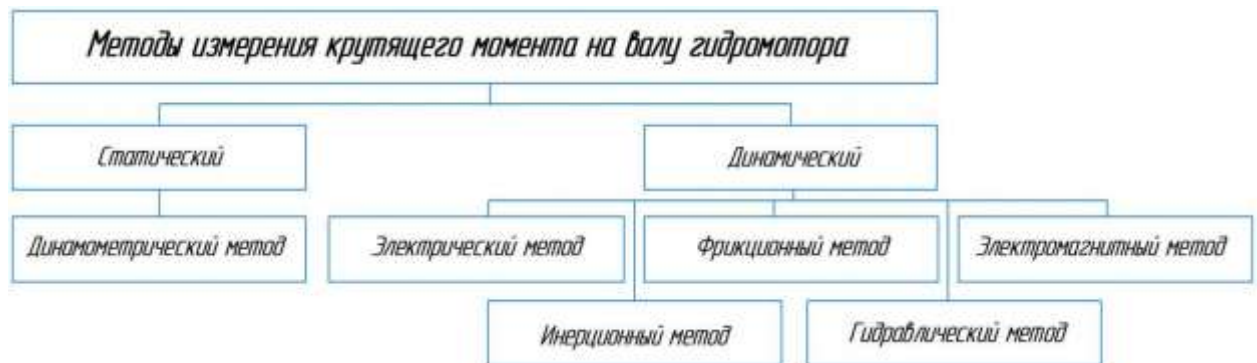 Методы измерения крутящего момента на валу гидромотора
Статический
Динамический
Динамометрический метод
Электрический метод
Фрикционный метод
Электромагнитный метод
Инерционный метод
Гидравлический метод